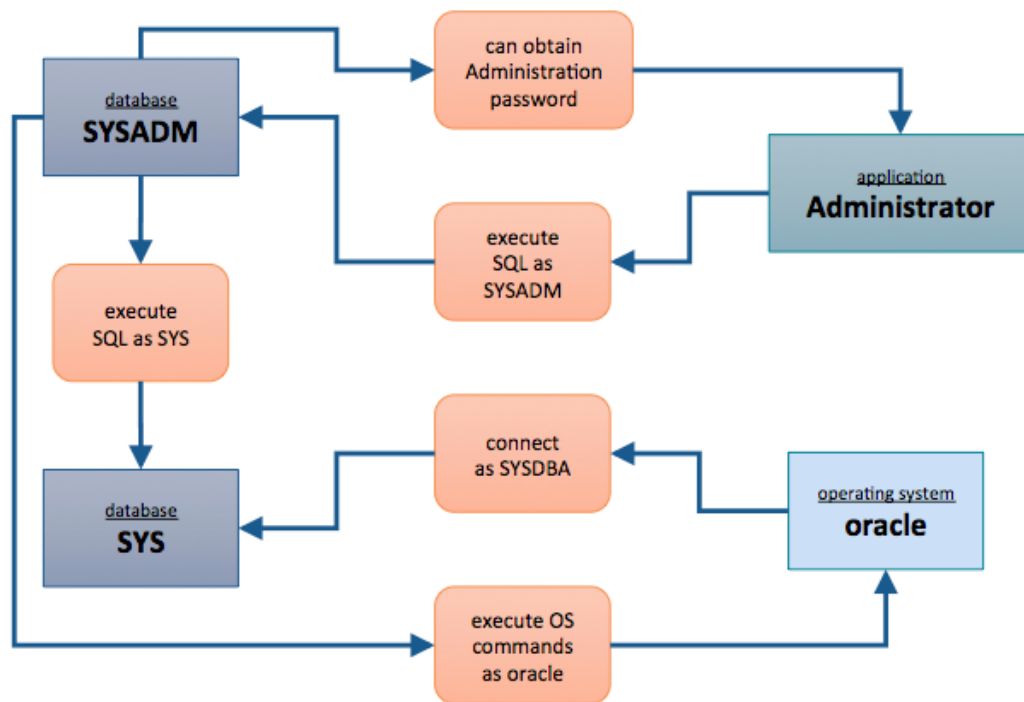 can obtain
Administration
password
database
SYSADM
application
Administrator
execute
SQL as
SYSADM
execute
SQL as SYS
connect
as SYSDBA
operating system
oracle
database
SYS
execute OS
commands
as oracle